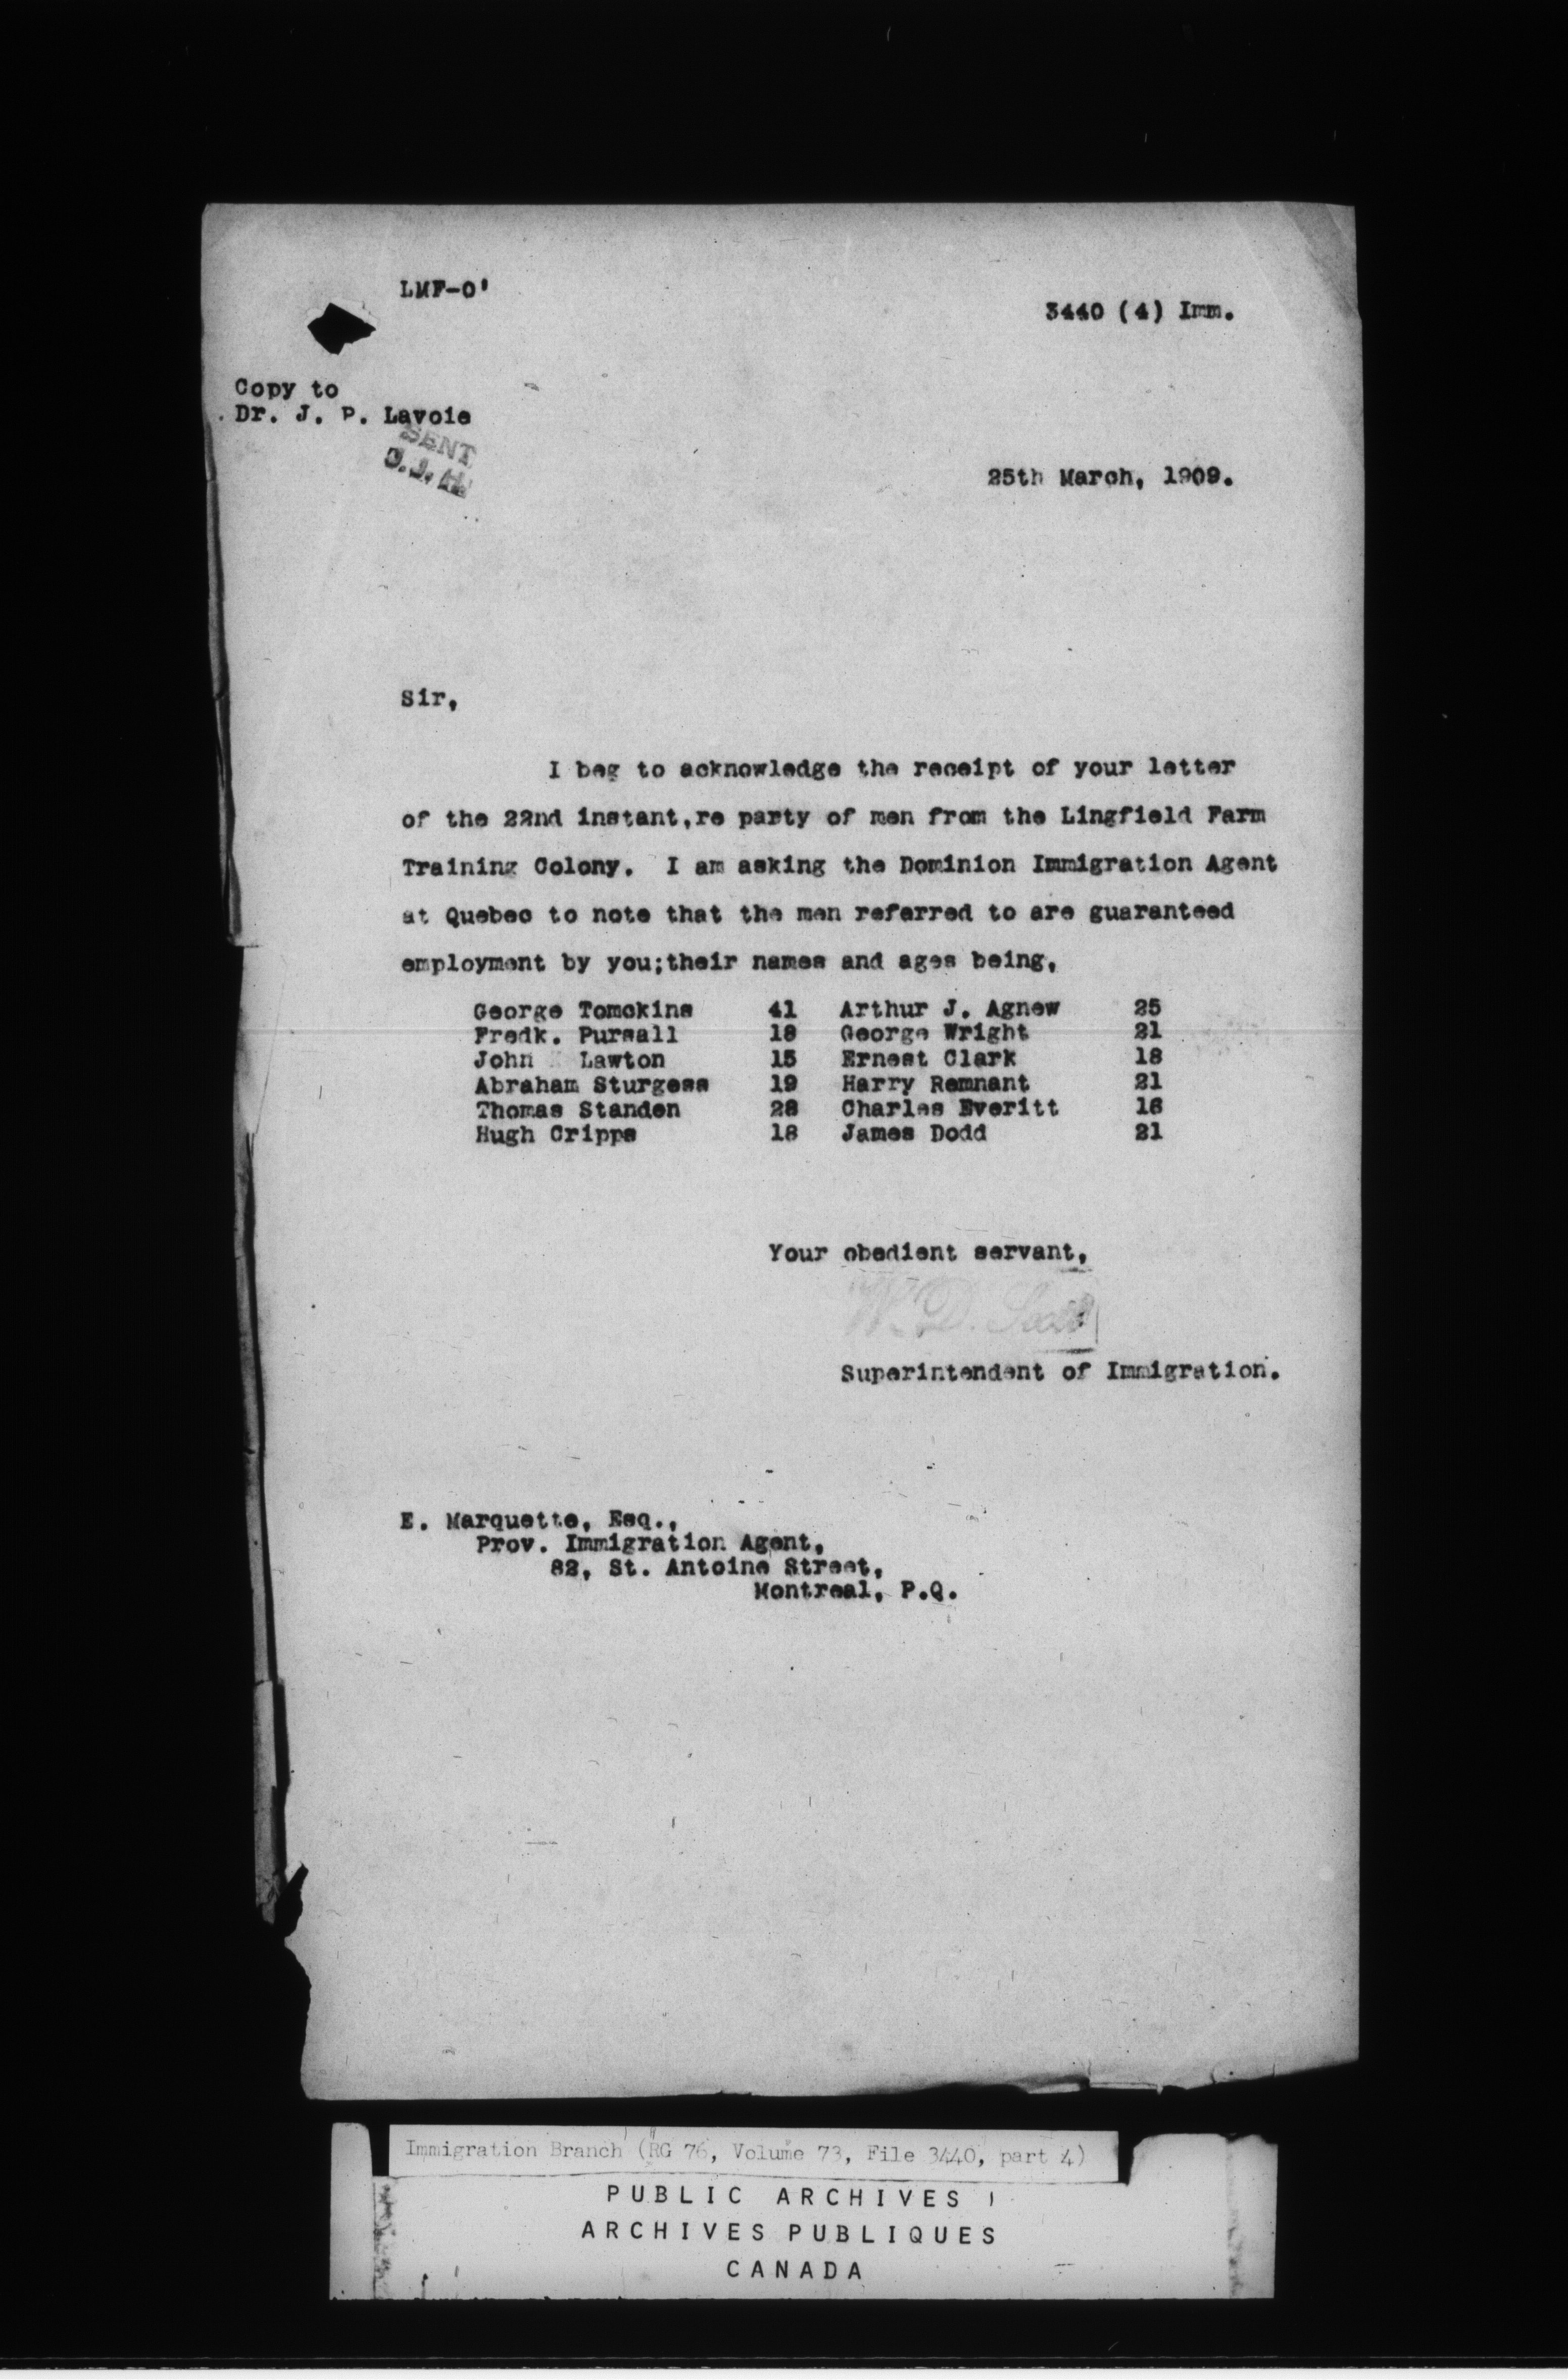 LMF-O'
3440 (4) Imm.
Copy to
Dr. J. P. Lavoie
SENT
J.J.H.
25th March, 1909.
Sir,
I beg to acknowledge the receipt of your letter
of the 22nd instant,re party of men from the Lingfield Farm
Training Colony. I am asking the Dominion Immigration Agent
at Quebec to note that the men referred to are guaranteed
employment by you;their names and ages being,
George Tomckins 41 Arthur J. Agnew 25
Fredk. Pursall 18 George Wright 21
John Lawton 15 Ernest Clark 18
Abraham Sturgess 19 Harry Remnant 21
Thomas Standen 28 Charles Everitt 16
Hugh Cripps 18 James Dodd 21
Your obedient servant,
W. D. Scott
Superintendent of Immigration.
E. Marquette, Esq.,
Prov. Immigration Agent,
82, St. Antoine Street,
Montreal, P.Q.
Immigration Branch (RG 76, Volume 73, File 3440, part 4)
PUBLIC ARCHIVES
ARCHIVES PUBLIQUES
CANADA